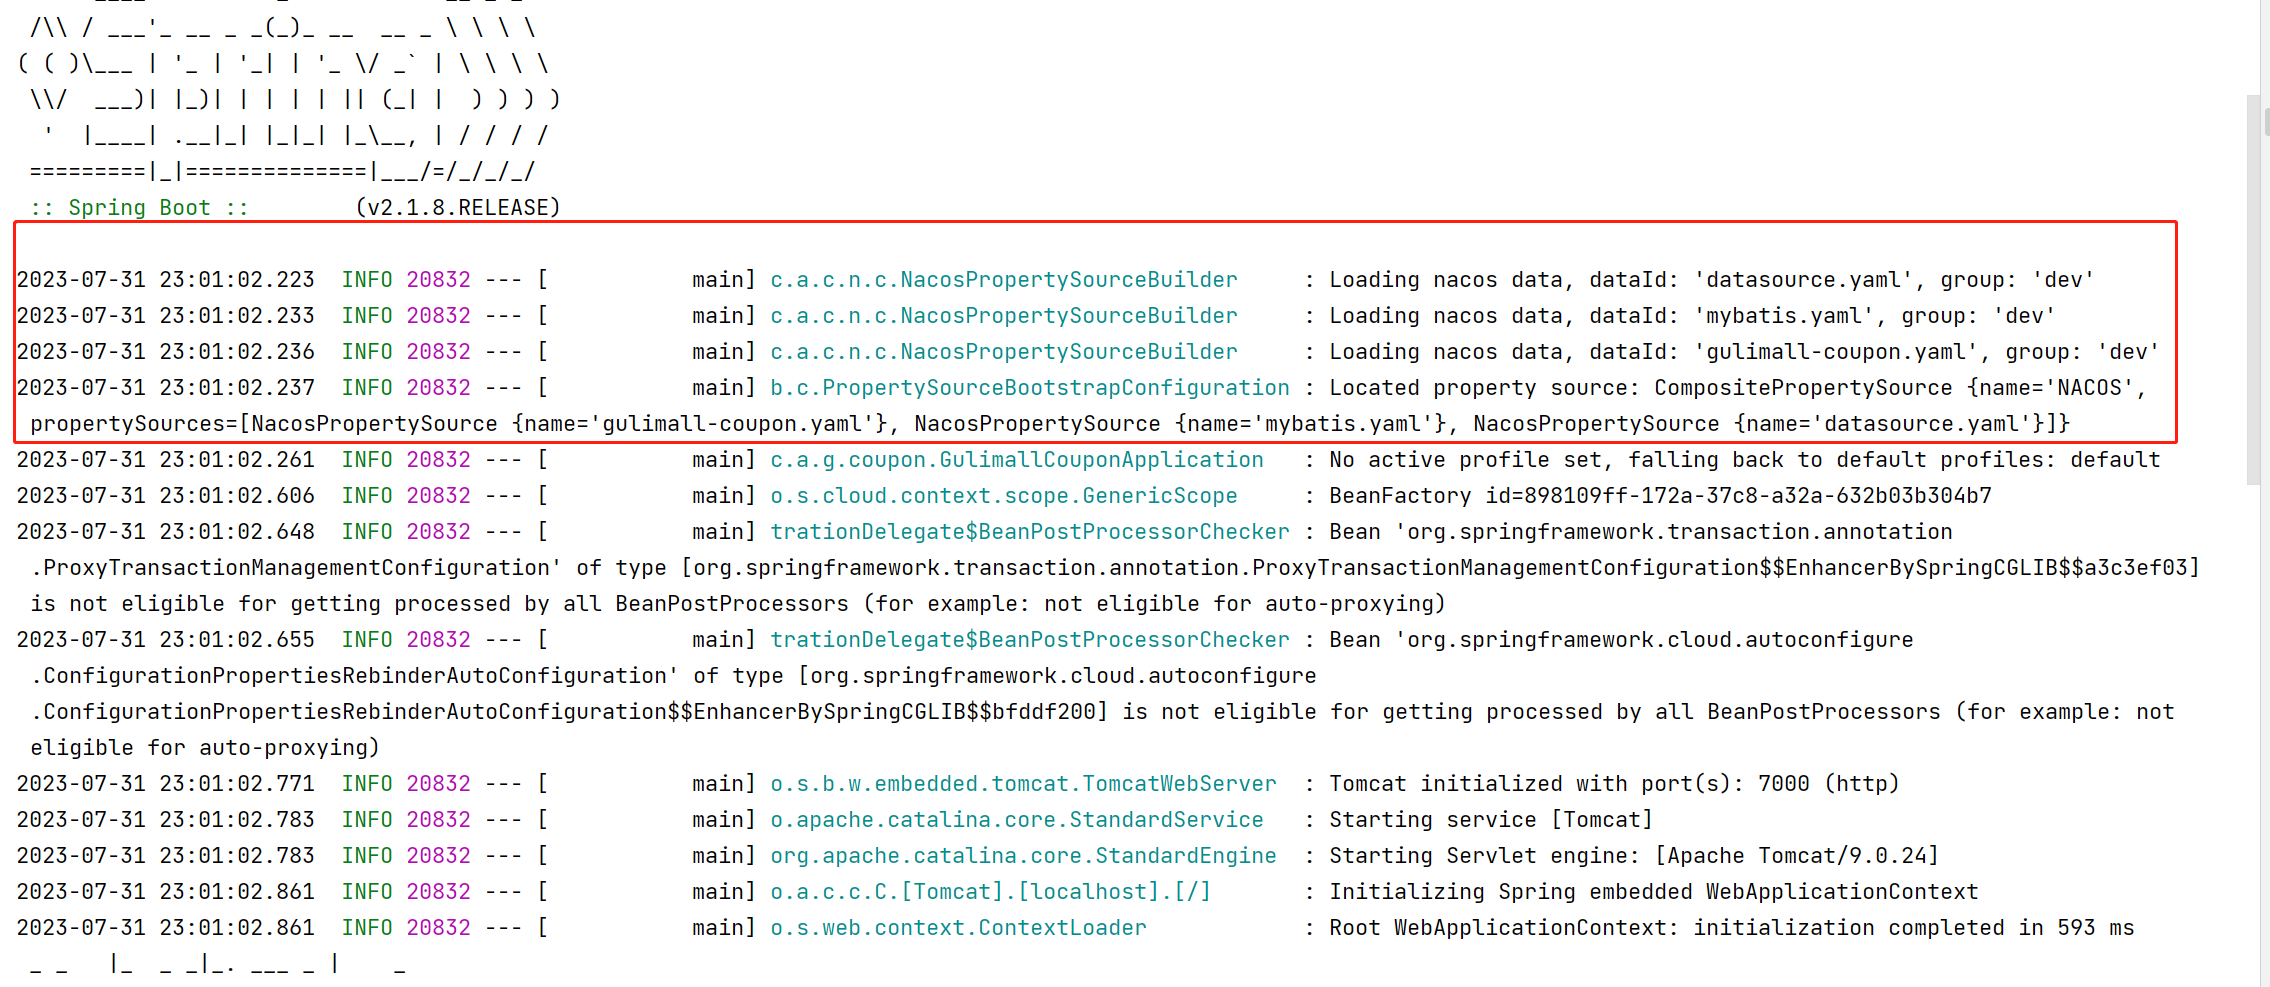 /\\ / ___'_ __ _ _(_)_ __  __ _ \ \ \ \
( ( )\___ | '_ | '_| | '_ \/ _` | \ \ \ \
 \\/  ___)| |_)| | | | | || (_| |  ) ) ) )
  '  |____| .__|_| |_|_| |_\__, | / / / /
 =========|_|==============|___/=/_/_/_/
 :: Spring Boot ::        (v2.1.8.RELEASE)
2023-07-31 23:01:02.223  INFO 20832 --- [           main] c.a.c.n.c.NacosPropertySourceBuilder     : Loading nacos data, dataId: 'datasource.yaml', group: 'dev'
2023-07-31 23:01:02.233  INFO 20832 --- [           main] c.a.c.n.c.NacosPropertySourceBuilder     : Loading nacos data, dataId: 'mybatis.yaml', group: 'dev'
2023-07-31 23:01:02.236  INFO 20832 --- [           main] c.a.c.n.c.NacosPropertySourceBuilder     : Loading nacos data, dataId: 'gulimall-coupon.yaml', group: 'dev'
2023-07-31 23:01:02.237  INFO 20832 --- [           main] b.c.PropertySourceBootstrapConfiguration : Located property source: CompositePropertySource {name='NACOS',
 propertySources=[NacosPropertySource {name='gulimall-coupon.yaml'}, NacosPropertySource {name='mybatis.yaml'}, NacosPropertySource {name='datasource.yaml'}]}
2023-07-31 23:01:02.261  INFO 20832 --- [           main] c.a.g.coupon.GulimallCouponApplication   : No active profile set, falling back to default profiles: default
2023-07-31 23:01:02.606  INFO 20832 --- [           main] o.s.cloud.context.scope.GenericScope     : BeanFactory id=898109ff-172a-37c8-a32a-632b03b304b7
2023-07-31 23:01:02.648  INFO 20832 --- [           main] trationDelegate$BeanPostProcessorChecker : Bean 'org.springframework.transaction.annotation
 .ProxyTransactionManagementConfiguration' of type [org.springframework.transaction.annotation.ProxyTransactionManagementConfiguration$$EnhancerBySpringCGLIB$$a3c3ef03]
 is not eligible for getting processed by all BeanPostProcessors (for example: not eligible for auto-proxying)
2023-07-31 23:01:02.655  INFO 20832 --- [           main] trationDelegate$BeanPostProcessorChecker : Bean 'org.springframework.cloud.autoconfigure
 .ConfigurationPropertiesRebinderAutoConfiguration' of type [org.springframework.cloud.autoconfigure
 .ConfigurationPropertiesRebinderAutoConfiguration$$EnhancerBySpringCGLIB$$bfddf200] is not eligible for getting processed by all BeanPostProcessors (for example: not
 eligible for auto-proxying)
2023-07-31 23:01:02.771  INFO 20832 --- [           main] o.s.b.w.embedded.tomcat.TomcatWebServer  : Tomcat initialized with port(s): 7000 (http)
2023-07-31 23:01:02.783  INFO 20832 --- [           main] o.apache.catalina.core.StandardService   : Starting service [Tomcat]
2023-07-31 23:01:02.783  INFO 20832 --- [           main] org.apache.catalina.core.StandardEngine  : Starting Servlet engine: [Apache Tomcat/9.0.24]
2023-07-31 23:01:02.861  INFO 20832 --- [           main] o.a.c.c.C.[Tomcat].[localhost].[/]       : Initializing Spring embedded WebApplicationContext
2023-07-31 23:01:02.861  INFO 20832 --- [           main] o.s.web.context.ContextLoader            : Root WebApplicationContext: initialization completed in 593 ms
 _ _   |_  _ _|_. ___ _ |    _